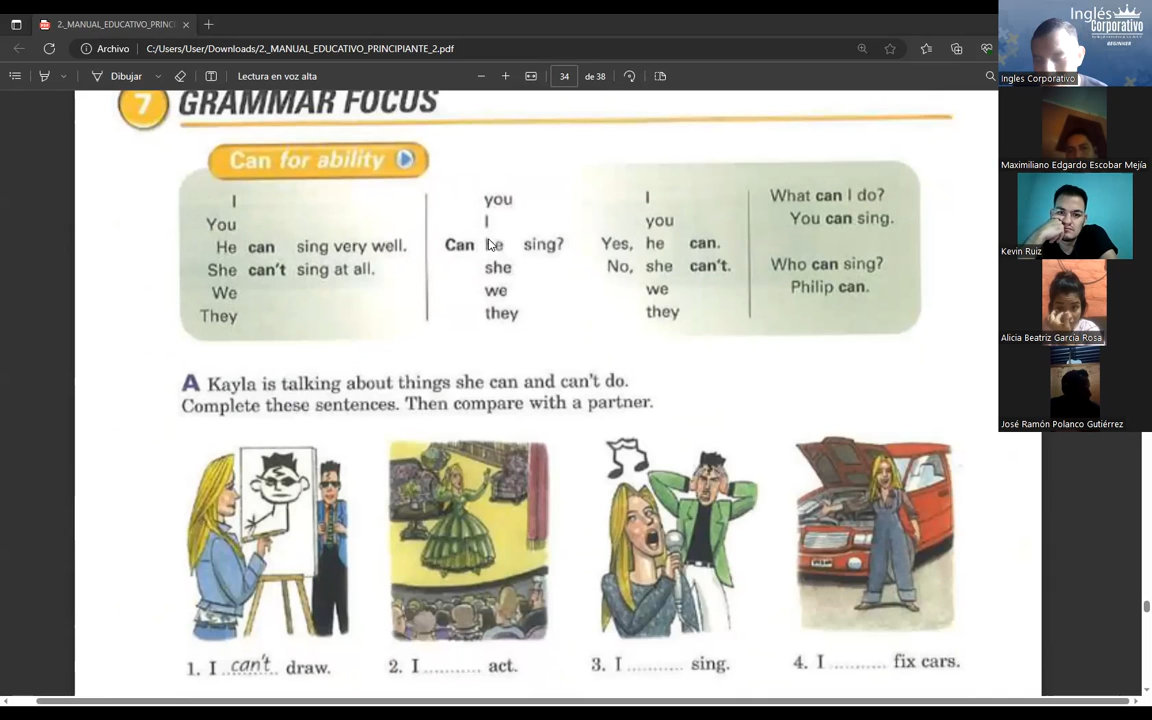 2._MANUAL_EDUCATIVO_PRINCI
Archivo
C:/Users/User/Downloads/2._MANUAL_EDUCATIVO_PRINCIPIANTE_2.pdf
Dibujar
Lectura en voz alta
34
de 38
7 GRAMMAR FOCUS
Can for ability
I
You
He can sing very well.
She can't sing at all.
We
They
you
I
Can he sing?
she
we
they
I
you
Yes, he can.
No, she can't.
we
they
What can I do?
You can sing.
Who can sing?
Philip can.
A Kayla is talking about things she can and can't do.
Complete these sentences. Then compare with a partner.
1. I can't draw.
2. I .......... act.
3. I .......... sing.
4. I .......... fix cars.
Inglés
Corporativo
BEGINNER
Ingles Corporativo
Maximiliano Edgardo Escobar Mejía
Kevin Ruiz
Alicia Beatriz García Rosa
José Ramón Polanco Gutiérrez